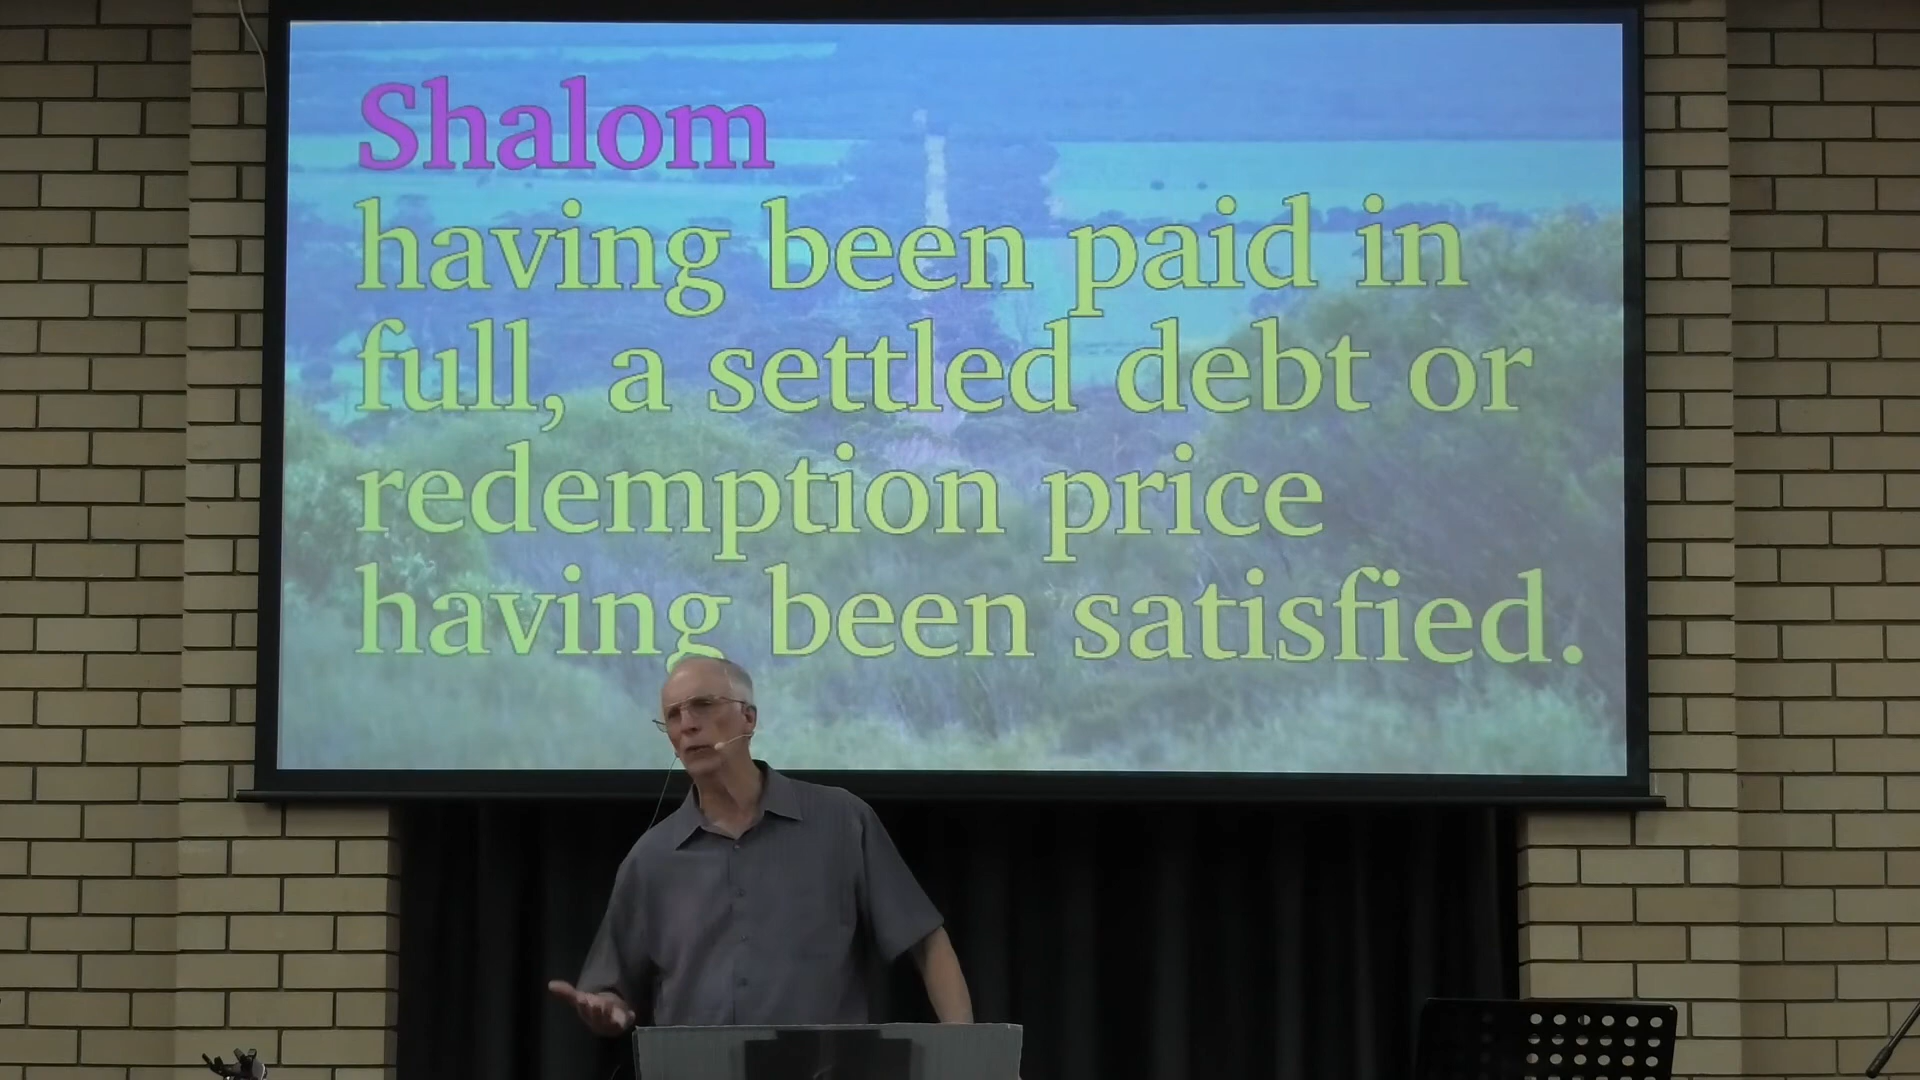 Shalom
having been paid in
full, a settled debt or
redemption price
having been satisfied.